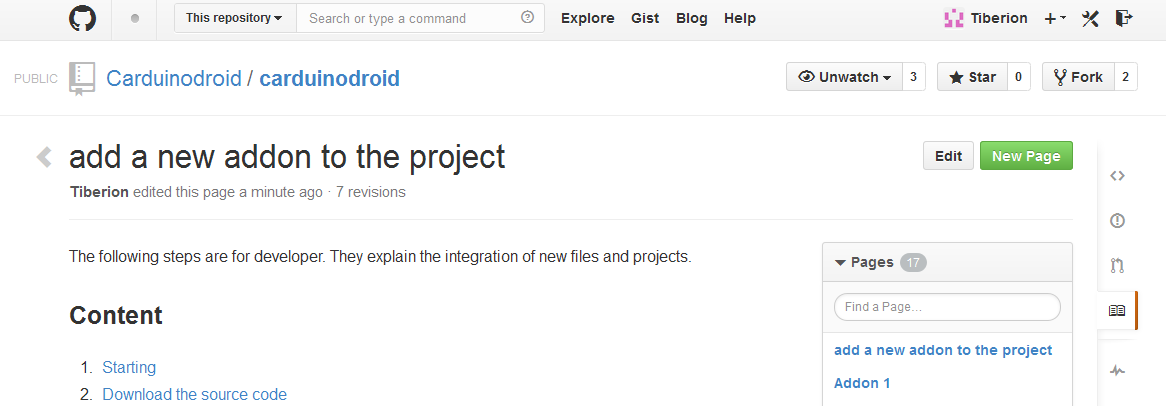 This repository Search or type a command Explore Gist Blog Help Tiberion
PUBLIC Carduinodroid / carduinodroid Unwatch 3 Star 0 Fork 2
add a new addon to the project Edit New Page
Tiberion edited this page a minute ago · 7 revisions
The following steps are for developer. They explain the integration of new files and projects.
Pages 17
Find a Page...
Content
add a new addon to the project
1. Starting
Addon 1
2. Download the source code